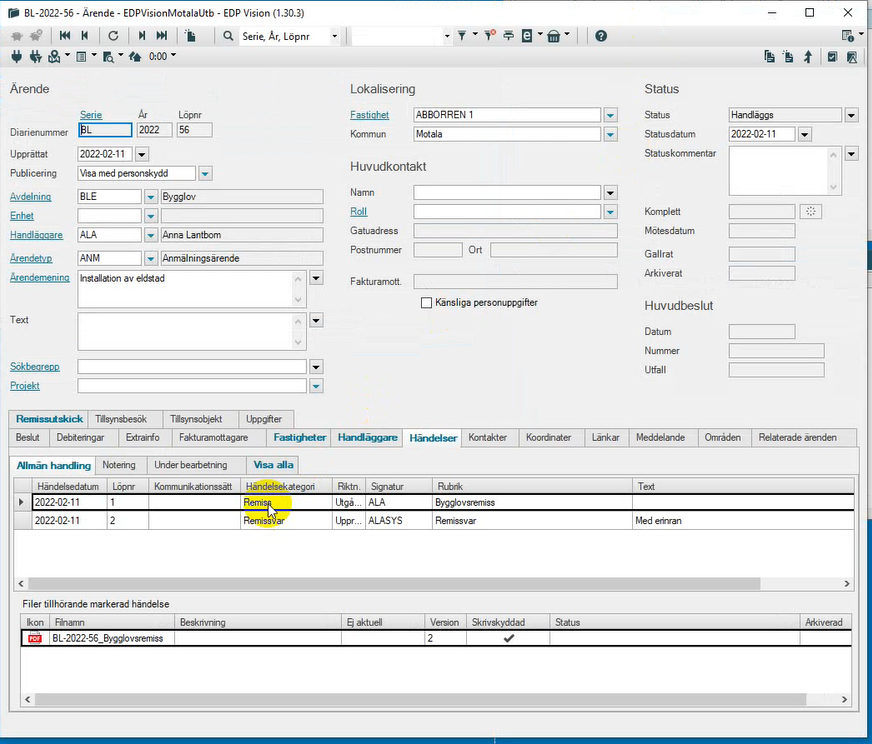 BL-2022-56 - Ärende - EDPVisionMotalaUtb - EDP Vision (1.30.3)
Serie, År, Löpnr
0:00
Ärende
Serie År Löpnr
Diarienummer BL 2022 56
Upprättat 2022-02-11
Publicering Visa med personskydd
Avdelning BLE Bygglov
Enhet
Handläggare ALA Anna Lantbom
Ärendetyp ANM Anmälningsärende
Ärendemening Installation av eldstad
Text
Sökbegrepp
Projekt
Lokalisering
Fastighet ABBORREN 1
Kommun Motala
Huvudkontakt
Namn
Roll
Gatuadress
Postnummer Ort
Fakturamott.
Känsliga personuppgifter
Status
Status Handläggs
Statusdatum 2022-02-11
Statuskommentar
Komplett
Mötesdatum
Gallrat
Arkiverat
Huvudbeslut
Datum
Nummer
Utfall
Remissutskick Tillsynsbesök Tillsynsobjekt Uppgifter
Beslut Debiteringar Extrainfo Fakturamottagare Fastigheter Handläggare Händelser Kontakter Koordinater Länkar Meddelande Områden Relaterade ärenden
Allmän handling Notering Under bearbetning Visa alla
Händelsedatum Löpnr Kommunikationssätt Händelsekategori Riktn. Signatur Rubrik Text
2022-02-11 1 Remiss Utgå... ALA Bygglovsremiss
2022-02-11 2 Remissvar Uppr... ALASYS Remissvar Med erinran
Filer tillhörande markerad händelse
Ikon Filnamn Beskrivning Ej aktuell Version Skrivskyddad Status Arkiverad
PDF BL-2022-56_Bygglovsremiss 2